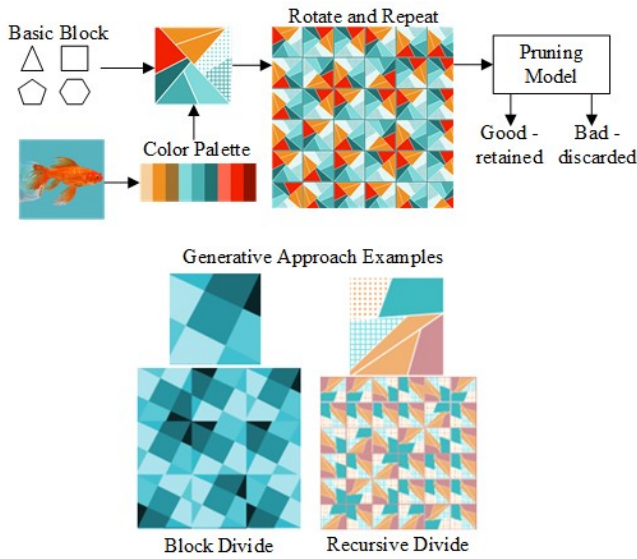 Basic Block
Rotate and Repeat
Pruning
Model
Good -
retained
Bad -
discarded
Color Palette
Generative Approach Examples
Block Divide
Recursive Divide